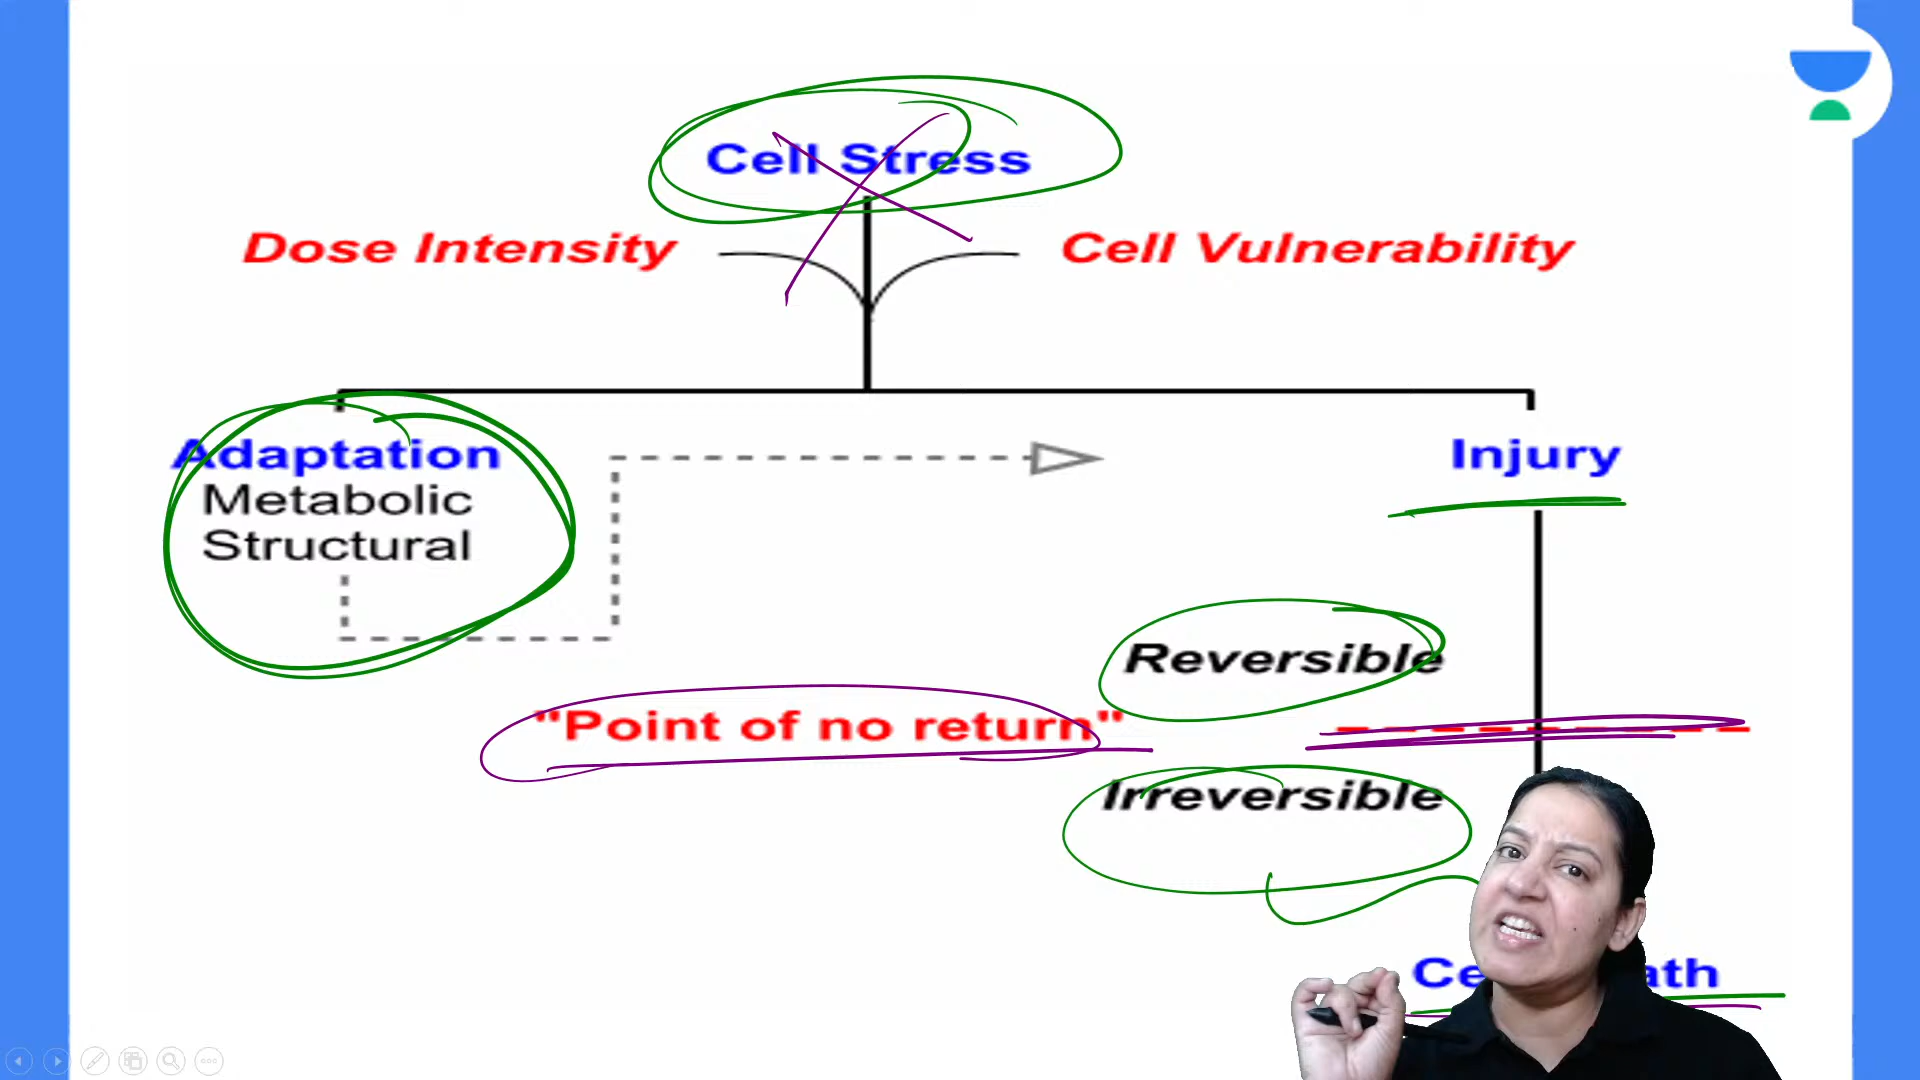 Cell Stress
Dose Intensity
Cell Vulnerability
Adaptation
Metabolic
Structural
Injury
Reversible
"Point of no return"
Irreversible